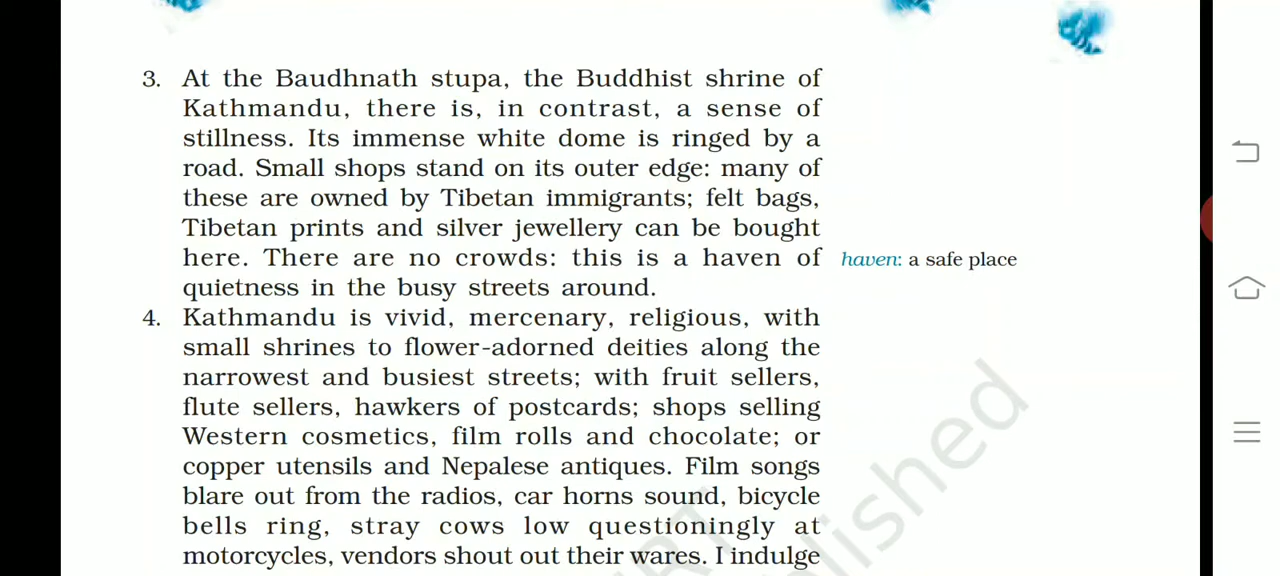 3. At the Baudhnath stupa, the Buddhist shrine of
Kathmandu, there is, in contrast, a sense of
stillness. Its immense white dome is ringed by a
road. Small shops stand on its outer edge: many of
these are owned by Tibetan immigrants; felt bags,
Tibetan prints and silver jewellery can be bought
here. There are no crowds: this is a haven of
haven: a safe place
quietness in the busy streets around.
4. Kathmandu is vivid, mercenary, religious, with
small shrines to flower-adorned deities along the
narrowest and busiest streets; with fruit sellers,
flute sellers, hawkers of postcards; shops selling
Western cosmetics, film rolls and chocolate; or
copper utensils and Nepalese antiques. Film songs
blare out from the radios, car horns sound, bicycle
bells ring, stray cows low questioningly at
motorcycles, vendors shout out their wares. I indulge